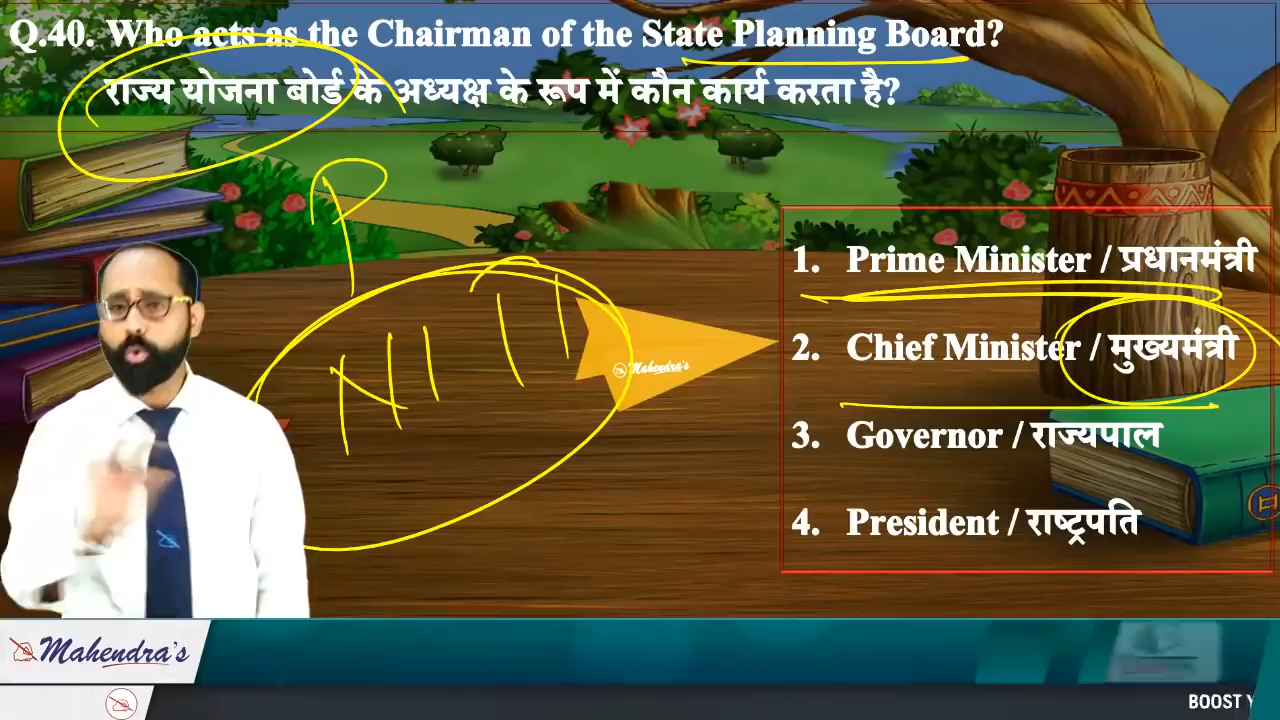 Q.40. Who acts as the Chairman of the State Planning Board?
राज्य योजना बोर्ड के अध्यक्ष के रूप में कौन कार्य करता है?
P
1. Prime Minister / प्रधानमंत्री
2. Chief Minister / मुख्यमंत्री
Mahendra's
3. Governor / राज्यपाल
4. President / राष्ट्रपति
Mahendra's
BOOST